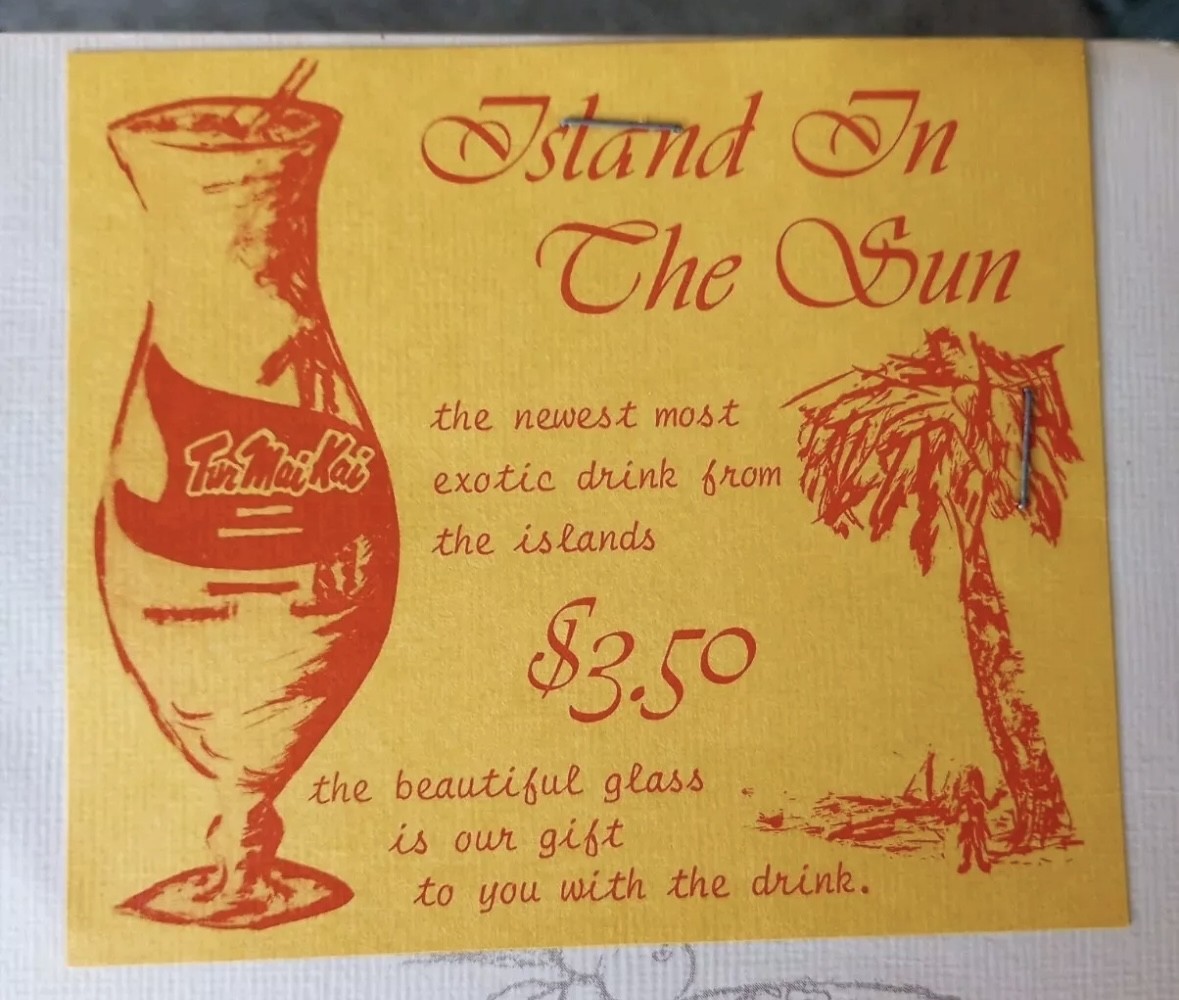 Island In
The Sun
Tin Mai Kai
the newest most
exotic drink from
the islands
$3.50
the beautiful glass
is our gift
to you with the drink.